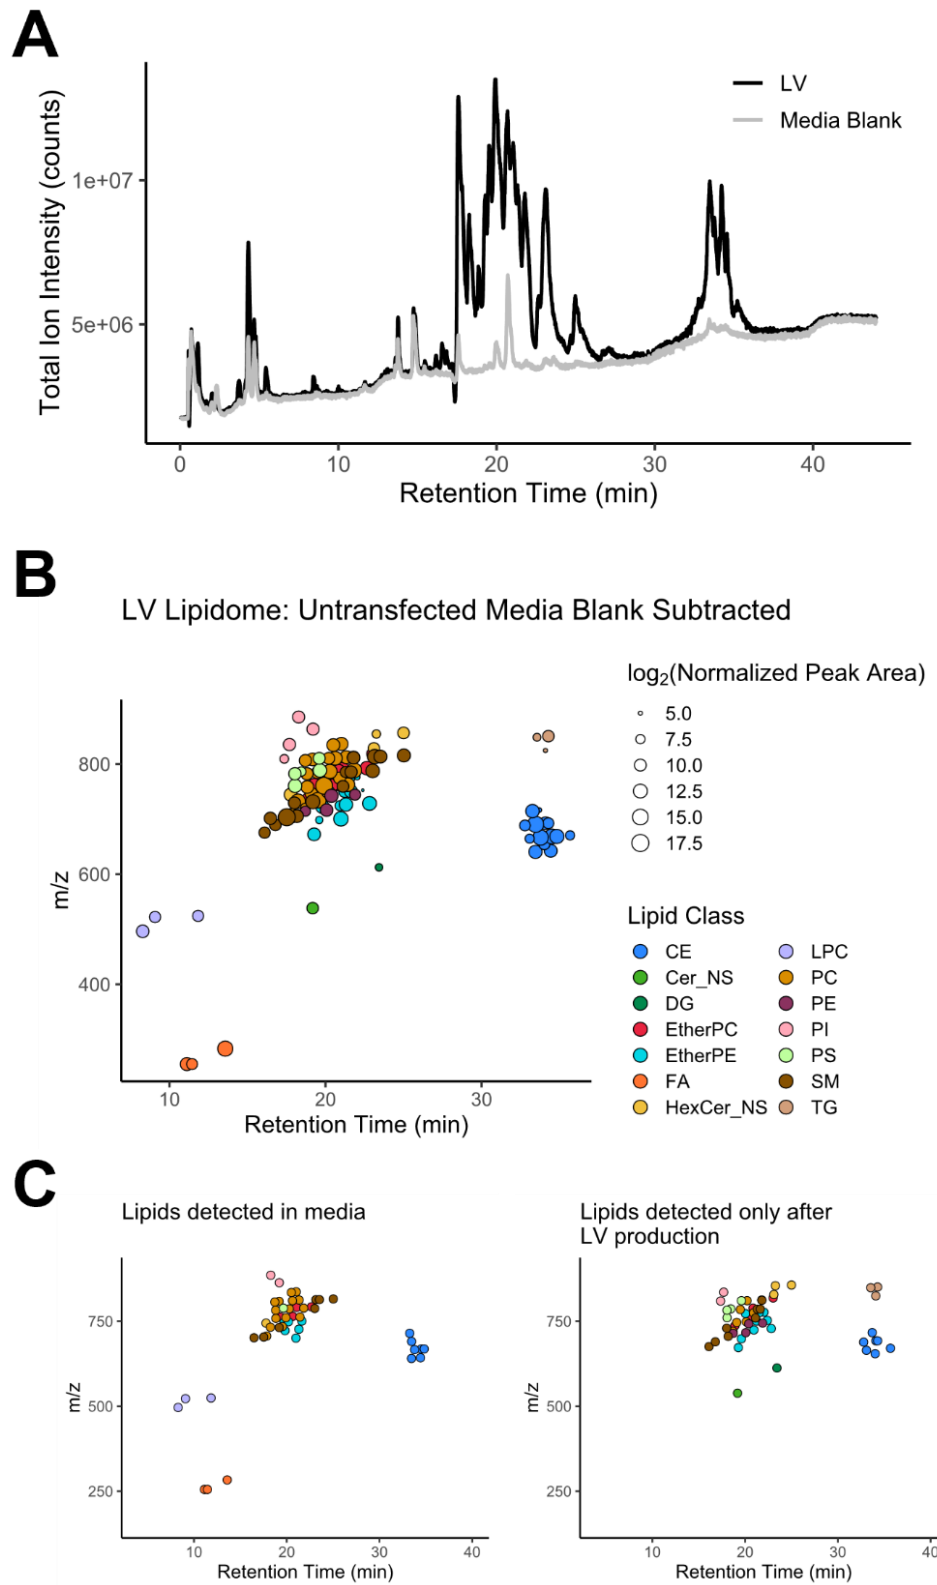 A
Total Ion Intensity (counts)
1e+07
5e+06
LV
Media Blank
0 10 20 30 40
Retention Time (min)
B
LV Lipidome: Untransfected Media Blank Subtracted
m/z
800
600
400
10 20 30
Retention Time (min)
log2(Normalized Peak Area)
5.0
7.5
10.0
12.5
15.0
17.5
Lipid Class
CE LPC
Cer_NS PC
DG PE
EtherPC PI
EtherPE PS
FA SM
HexCer_NS TG
C
Lipids detected in media
m/z
750
500
250
10 20 30 40
Retention Time (min)
Lipids detected only after
LV production
m/z
750
500
250
10 20 30 40
Retention Time (min)